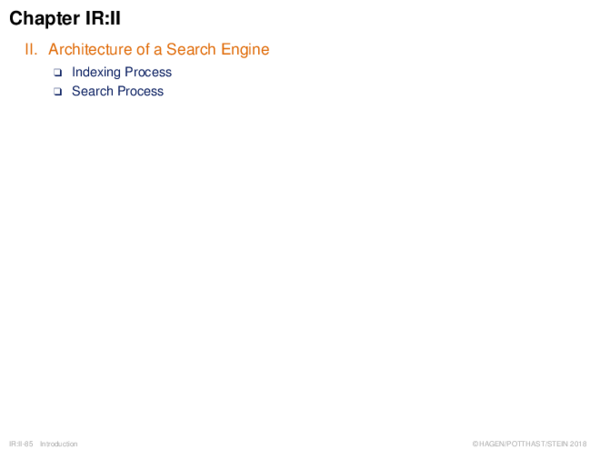 Chapter IR:II
II. Architecture of a Search Engine
❑ Indexing Process
❑ Search Process
IR:II-65 Introduction
©HAGEN/POTTHAST/STEIN 2018